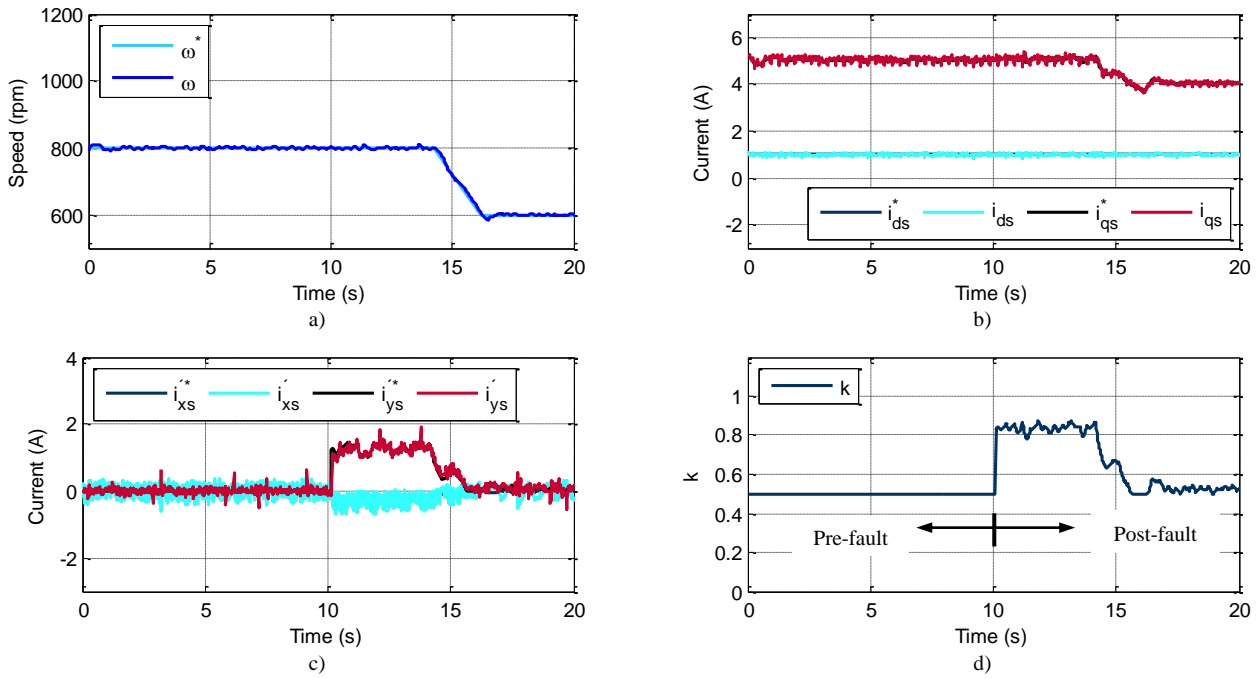 1200
1000
800
600
Speed (rpm)
ω*
ω
0 5 10 15 20
Time (s)
a)
6
4
2
0
-2
Current (A)
i*ds ids i*qs iqs
0 5 10 15 20
Time (s)
b)
4
2
0
-2
Current (A)
i´*xs i´xs i´*ys i´ys
0 5 10 15 20
Time (s)
c)
1
0.8
0.6
0.4
0.2
0
k
k
Pre-fault Post-fault
0 5 10 15 20
Time (s)
d)